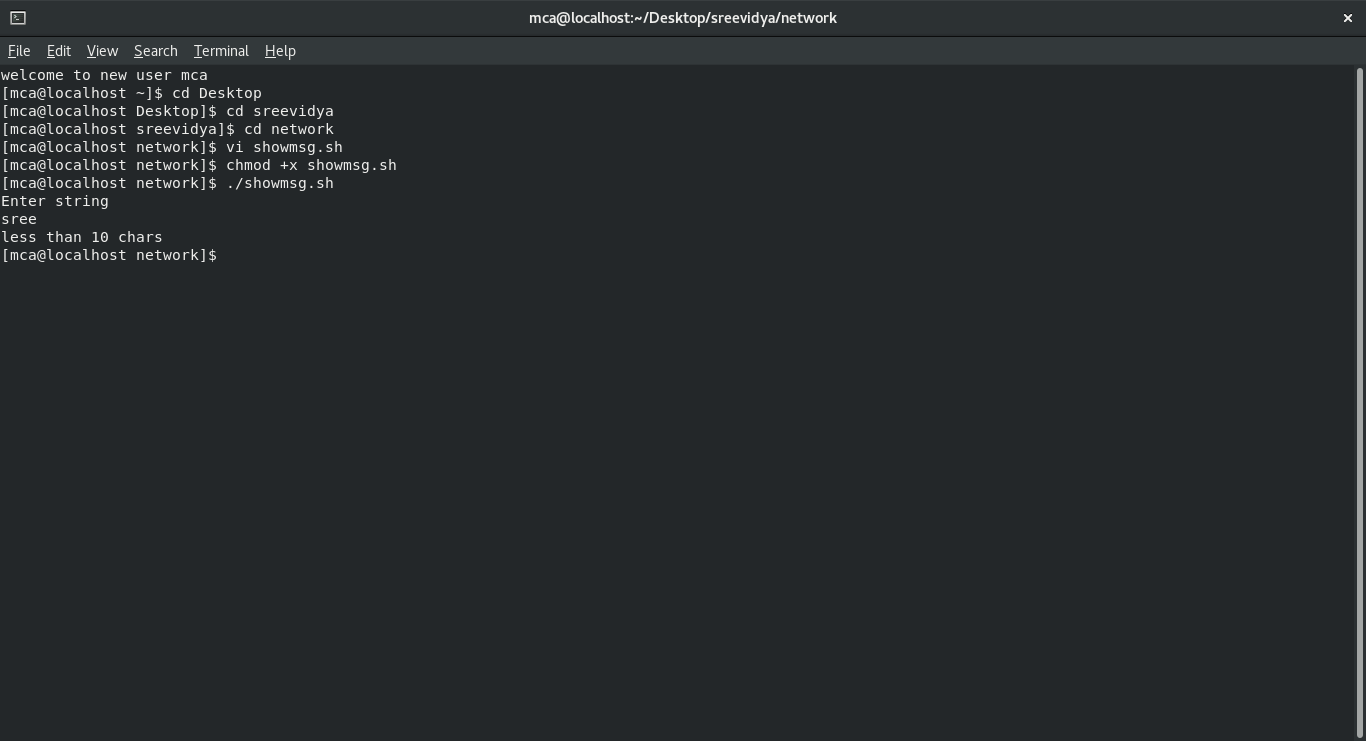 mca@localhost:~/Desktop/sreevidya/network
File Edit View Search Terminal Help
welcome to new user mca
[mca@localhost ~]$ cd Desktop
[mca@localhost Desktop]$ cd sreevidya
[mca@localhost sreevidya]$ cd network
[mca@localhost network]$ vi showmsg.sh
[mca@localhost network]$ chmod +x showmsg.sh
[mca@localhost network]$ ./showmsg.sh
Enter string
sree
less than 10 chars
[mca@localhost network]$